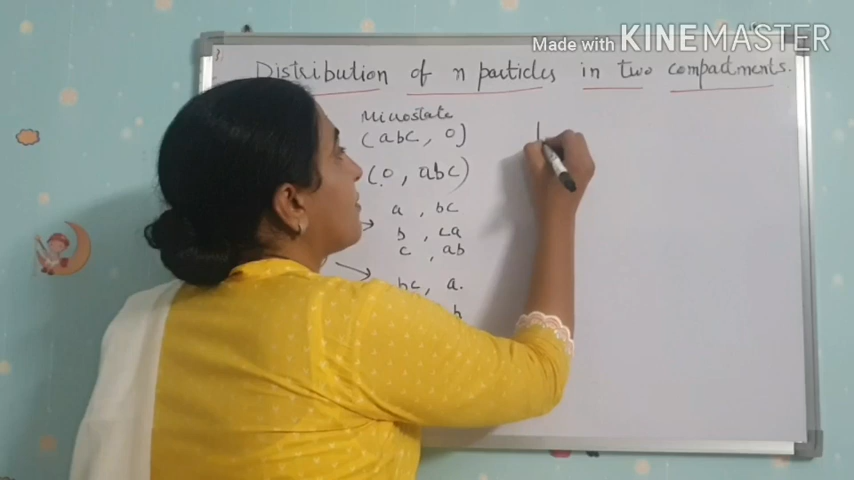 Made with KINEMASTER
Distribution of n particles in two compartments.
Microstate
(abc, 0)
(0, abc)
a , bc
b , ca
c , ab
bc, a.
b